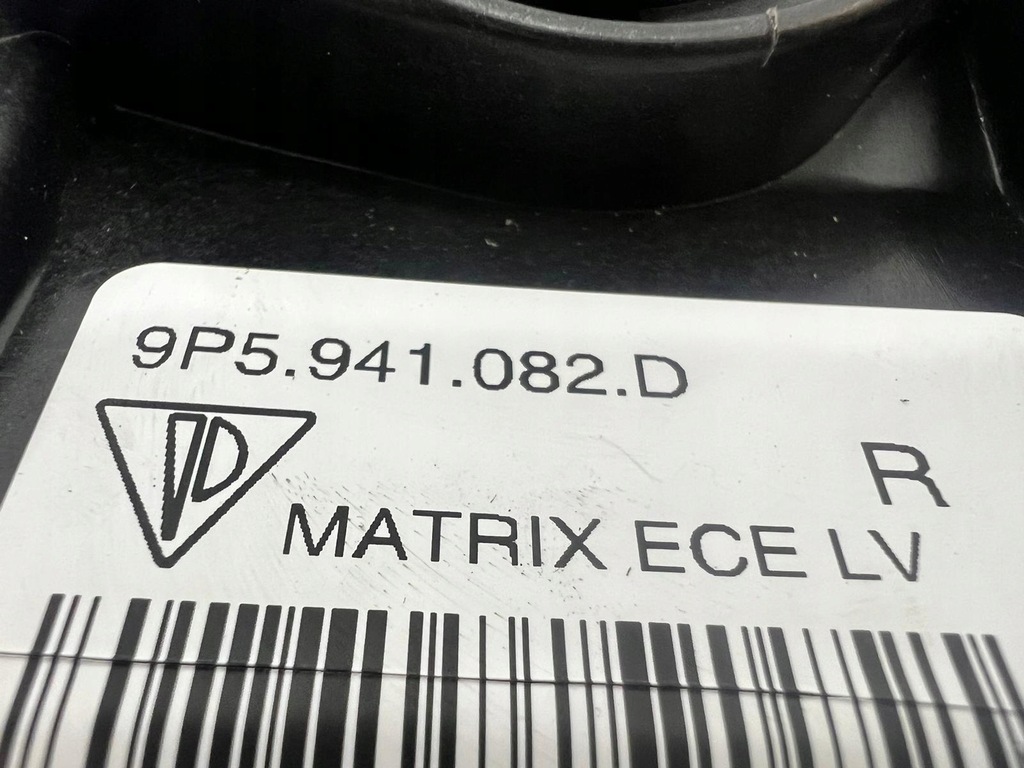 9P5.941.082.D
R
MATRIX ECE LV